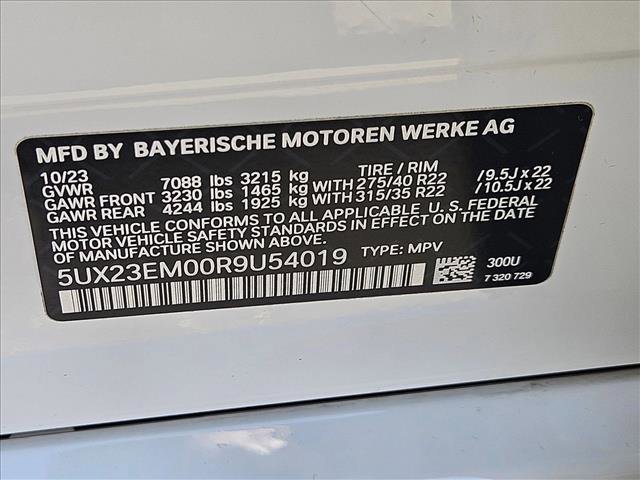 MFD BY BAYERISCHE MOTOREN WERKE AG
10/23 TIRE / RIM
GVWR 7088 lbs 3215 kg
GAWR FRONT 3230 lbs 1465 kg WITH 275/40 R22 /9.5J x 22
GAWR REAR 4244 lbs 1925 kg WITH 315/35 R22 /10.5J x 22
THIS VEHICLE CONFORMS TO ALL APPLICABLE U.S. FEDERAL
MOTOR VEHICLE SAFETY STANDARDS IN EFFECT ON THE DATE
OF MANUFACTURE SHOWN ABOVE.
5UX23EM00R9U54019 TYPE: MPV
300U
7 320 729